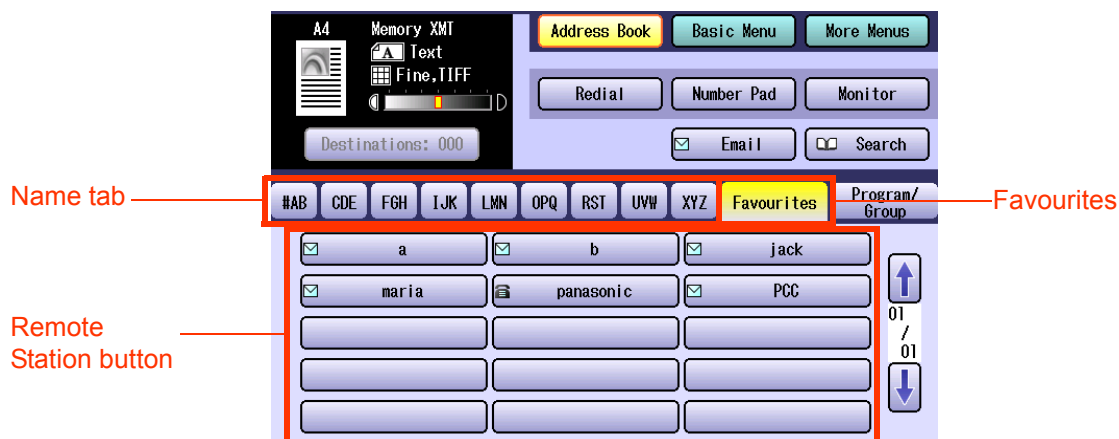 A4 Memory XMT
A Text
Fine,TIFF
Destinations: 000
Address Book Basic Menu More Menus
Redial Number Pad Monitor
Email Search
Name tab
#AB CDE FGH IJK LMN OPQ RST UVW XYZ Favourites Program/
Group
Favourites
a b jack
maria panasonic PCC
Remote
Station button
01
/
01